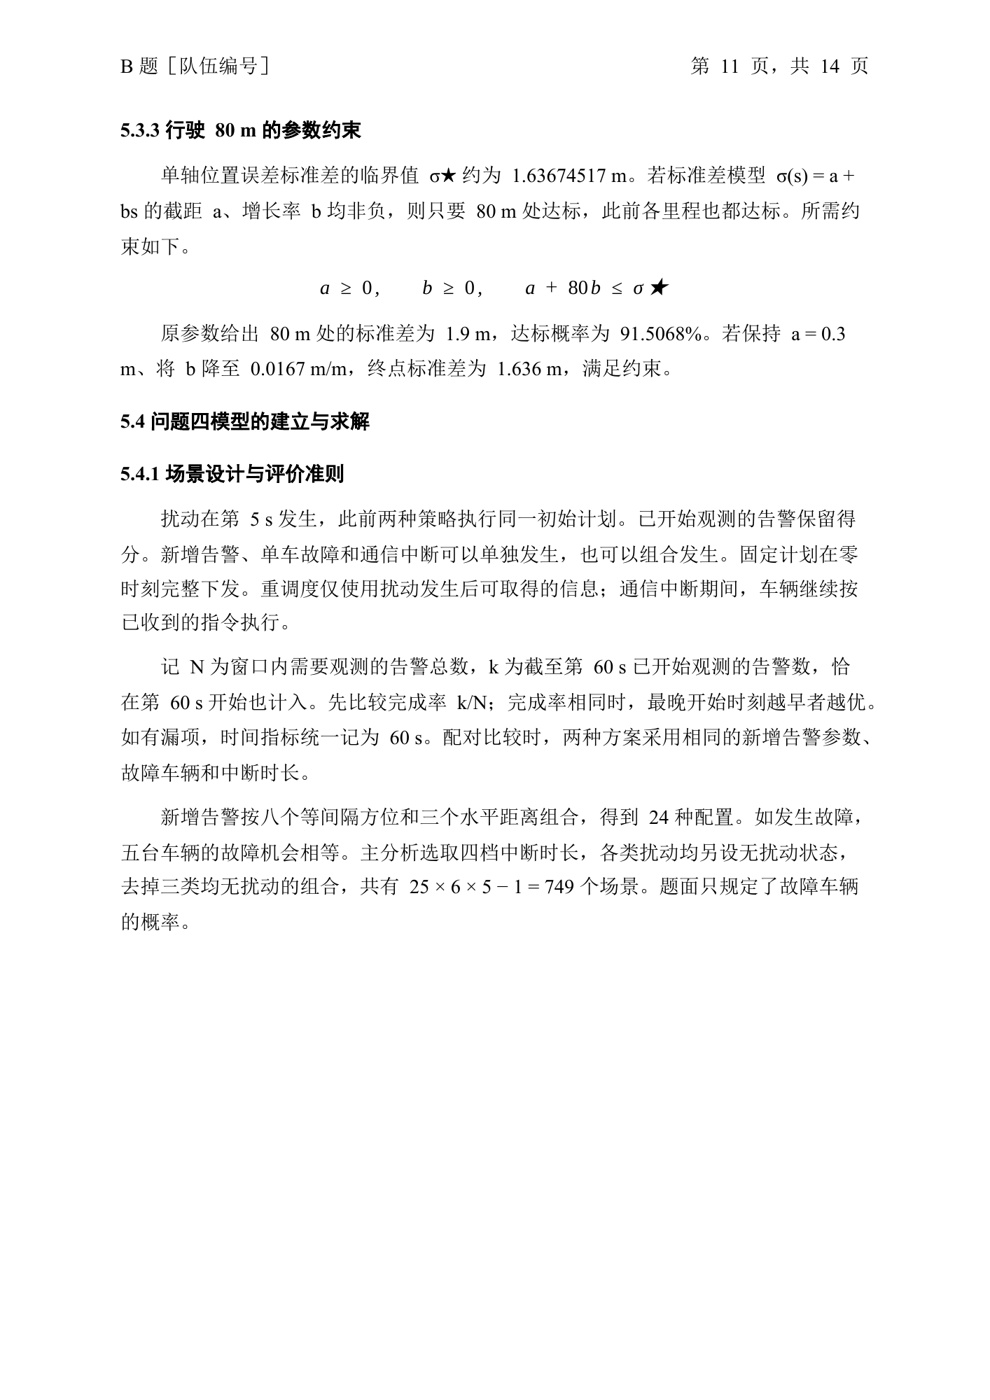 B 题［队伍编号］ 第 11 页，共 14 页
5.3.3 行驶 80 m 的参数约束
单轴位置误差标准差的临界值 σ★ 约为 1.63674517 m。若标准差模型 σ(s) = a +
bs 的截距 a、增长率 b 均非负，则只要 80 m 处达标，此前各里程也都达标。所需约
束如下。
a ≥ 0, b ≥ 0, a + 80b ≤ σ★
原参数给出 80 m 处的标准差为 1.9 m，达标概率为 91.5068%。若保持 a = 0.3
m、将 b 降至 0.0167 m/m，终点标准差为 1.636 m，满足约束。
5.4 问题四模型的建立与求解
5.4.1 场景设计与评价准则
扰动在第 5 s 发生，此前两种策略执行同一初始计划。已开始观测的告警保留得
分。新增告警、单车故障和通信中断可以单独发生，也可以组合发生。固定计划在零
时刻完整下发。重调度仅使用扰动发生后可取得的信息；通信中断期间，车辆继续按
已收到的指令执行。
记 N 为窗口内需要观测的告警总数，k 为截至第 60 s 已开始观测的告警数，恰
在第 60 s 开始也计入。先比较完成率 k/N；完成率相同时，最晚开始时刻越早者越优。
如有漏项，时间指标统一记为 60 s。配对比较时，两种方案采用相同的新增告警参数、
故障车辆和中断时长。
新增告警按八个等间隔方位和三个水平距离组合，得到 24 种配置。如发生故障，
五台车辆的故障机会相等。主分析选取四档中断时长，各类扰动均另设无扰动状态，
去掉三类均无扰动的组合，共有 25 × 6 × 5 − 1 = 749 个场景。题面只规定了故障车辆
的概率。